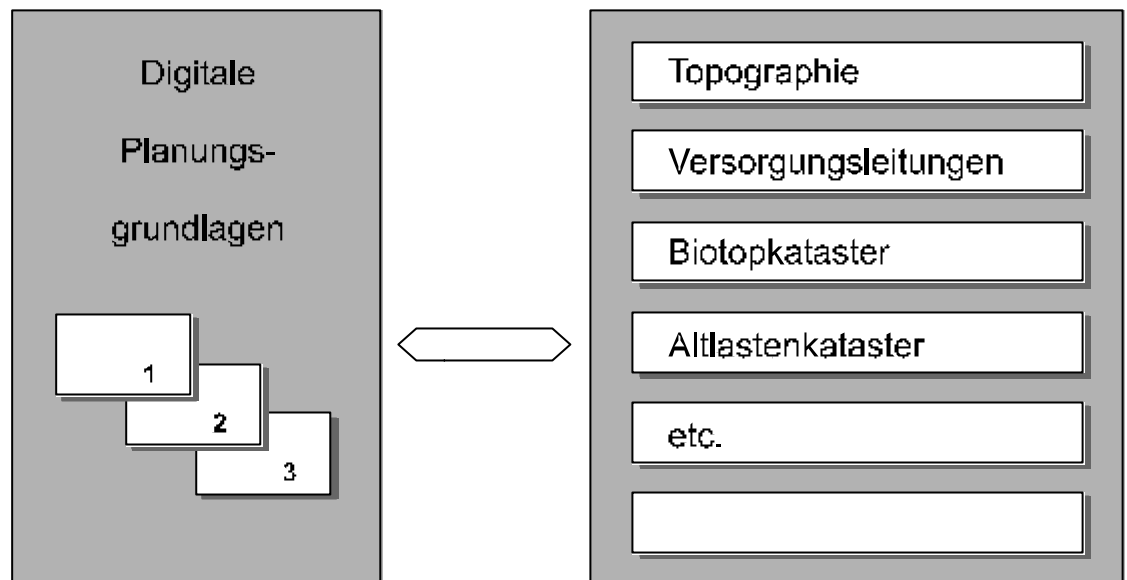 Digitale
Planungs-
grundlagen
1
2
3
Topographie
Versorgungsleitungen
Biotopkataster
Altlastenkataster
etc.